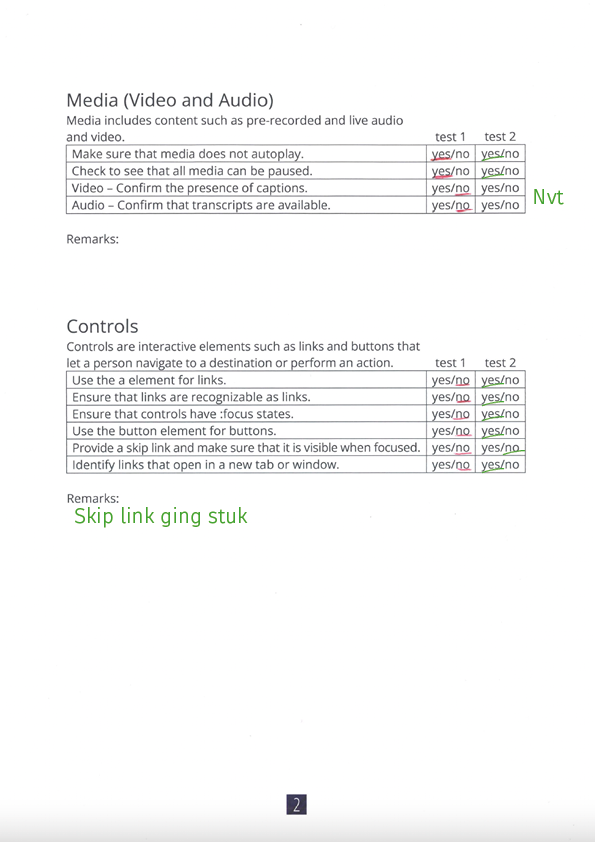 Media (Video and Audio)
Media includes content such as pre-recorded and live audio
and video. test 1 test 2
Make sure that media does not autoplay. yes/no yes/no
Check to see that all media can be paused. yes/no yes/no
Video – Confirm the presence of captions. yes/no yes/no
Nvt
Audio – Confirm that transcripts are available. yes/no yes/no
Remarks:
Controls
Controls are interactive elements such as links and buttons that
let a person navigate to a destination or perform an action. test 1 test 2
Use the a element for links. yes/no yes/no
Ensure that links are recognizable as links. yes/no yes/no
Ensure that controls have :focus states. yes/no yes/no
Use the button element for buttons. yes/no yes/no
Provide a skip link and make sure that it is visible when focused. yes/no yes/no
Identify links that open in a new tab or window. yes/no yes/no
Remarks:
Skip link ging stuk
2